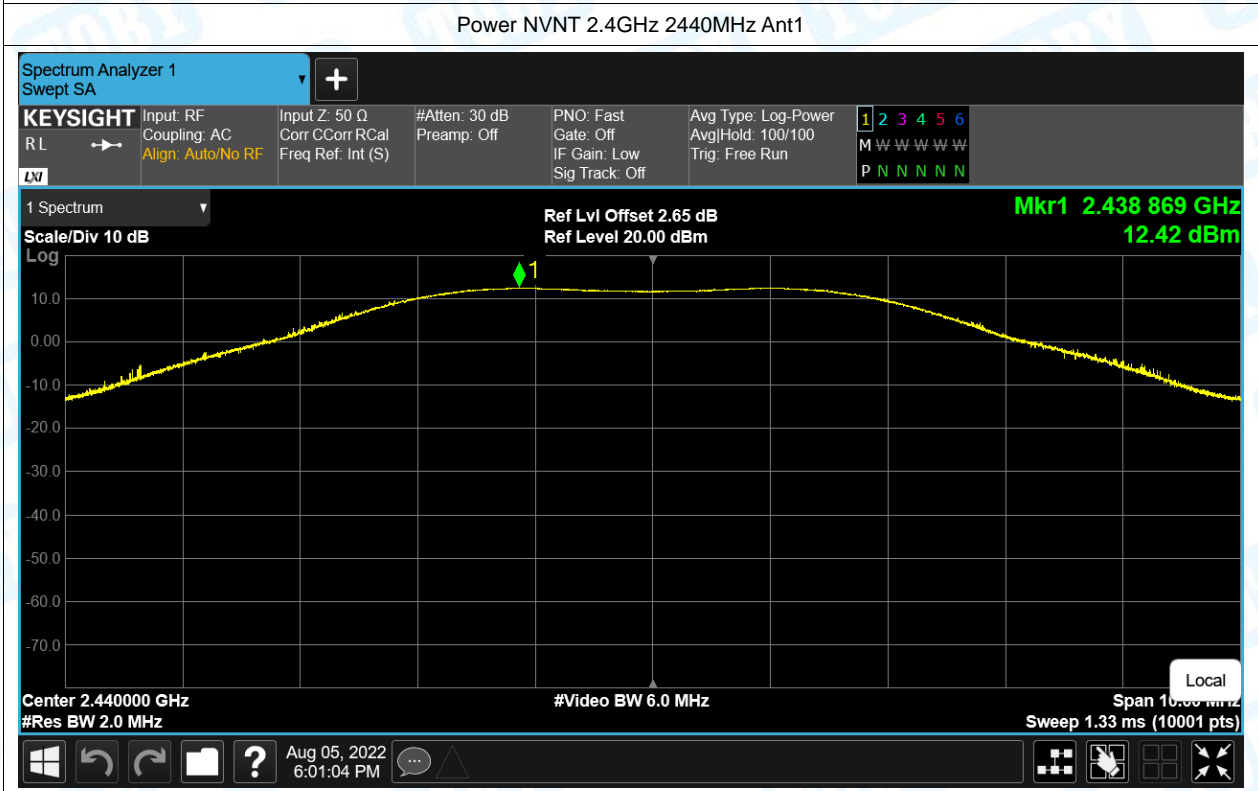 Power NVNT 2.4GHz 2440MHz Ant1
Spectrum Analyzer 1
Swept SA
KEYSIGHT
R L
LXI
Input: RF
Coupling: AC
Align: Auto/No RF
Input Z: 50 Ω
Corr CCorr RCal
Freq Ref: Int (S)
#Atten: 30 dB
Preamp: Off
PNO: Fast
Gate: Off
IF Gain: Low
Sig Track: Off
Avg Type: Log-Power
Avg|Hold: 100/100
Trig: Free Run
1 2 3 4 5 6
M W W W W W
P N N N N N
1 Spectrum
Scale/Div 10 dB
Log
Ref Lvl Offset 2.65 dB
Ref Level 20.00 dBm
Mkr1 2.438 869 GHz
12.42 dBm
1
10.0
0.00
-10.0
-20.0
-30.0
-40.0
-50.0
-60.0
-70.0
Local
Center 2.440000 GHz
#Video BW 6.0 MHz
Span 10.00 MHz
#Res BW 2.0 MHz
Sweep 1.33 ms (10001 pts)
?
Aug 05, 2022
6:01:04 PM